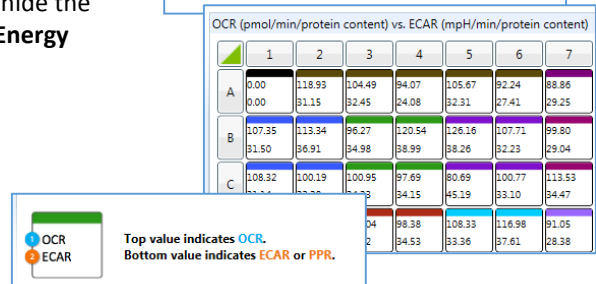 nide the
Energy
OCR (pmol/min/protein content) vs. ECAR (mpH/min/protein content)
1 2 3 4 5 6 7
A 0.00 118.93 104.49 94.07 105.67 92.24 88.86
0.00 31.15 32.45 24.08 32.31 27.41 29.25
B 107.35 113.34 96.27 120.54 126.16 107.71 99.80
31.50 36.91 34.98 38.99 38.26 32.23 29.04
C 108.32 100.19 100.95 97.69 80.69 100.77 113.53
34.15 45.19 33.10 34.47
04 98.38 108.33 116.98 91.05
2 34.53 33.36 37.61 28.38
1 OCR
2 ECAR
Top value indicates OCR.
Bottom value indicates ECAR or PPR.